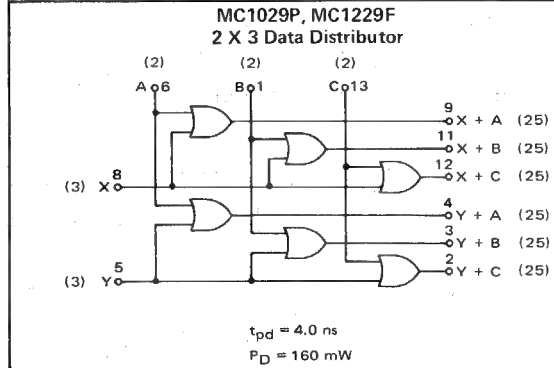 MC1029P, MC1229F
2 X 3 Data Distributor
(2) (2) (2)
A 6 B 1 C 13
9
X + A (25)
11
X + B (25)
12
X + C (25)
8
(3) X
4
Y + A (25)
3
Y + B (25)
2
Y + C (25)
5
(3) Y
tpd = 4.0 ns
PD = 160 mW